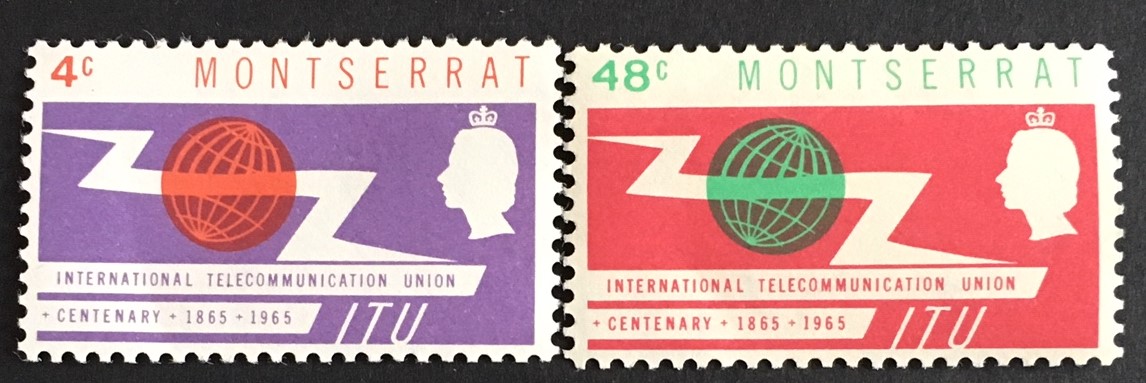 4c MONTSERRAT
INTERNATIONAL TELECOMMUNICATION UNION
+ CENTENARY + 1865 + 1965 ITU
48c MONTSERRAT
INTERNATIONAL TELECOMMUNICATION UNION
+ CENTENARY + 1865 + 1965 ITU